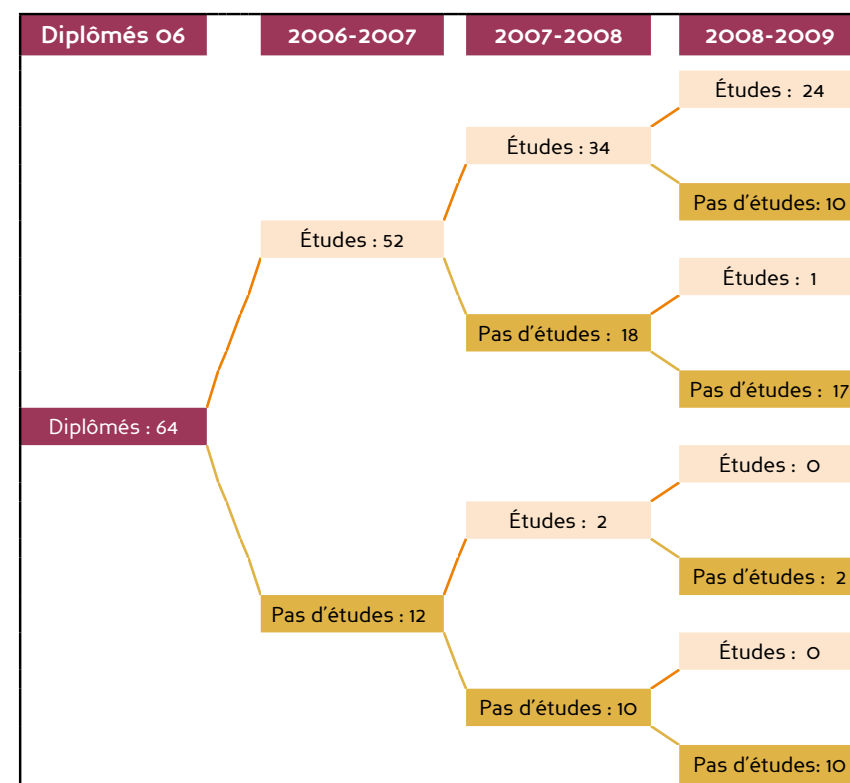 Diplômés 06 2006-2007 2007-2008 2008-2009
Études : 24
Études : 34
Pas d'études: 10
Études : 52
Études : 1
Pas d'études : 18
Pas d'études : 17
Diplômés : 64
Études : 0
Études : 2
Pas d'études : 2
Pas d'études : 12
Études : 0
Pas d'études : 10
Pas d'études: 10